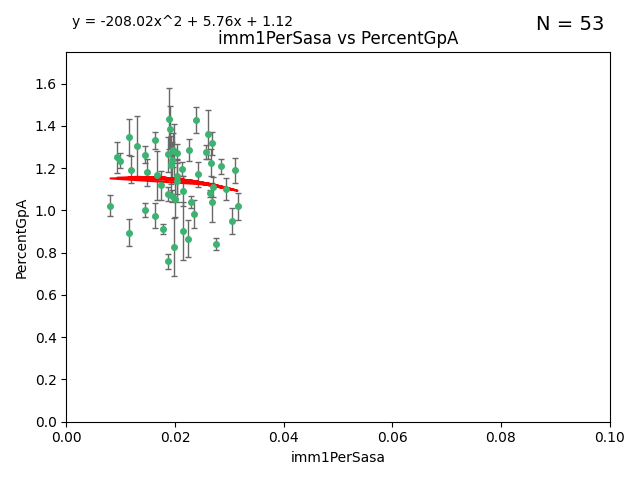 y = -208.02x^2 + 5.76x + 1.12
N = 53
imm1PerSasa vs PercentGpA
PercentGpA
1.6
1.4
1.2
1.0
0.8
0.6
0.4
0.2
0.0
0.00 0.02 0.04 0.06 0.08 0.10
imm1PerSasa